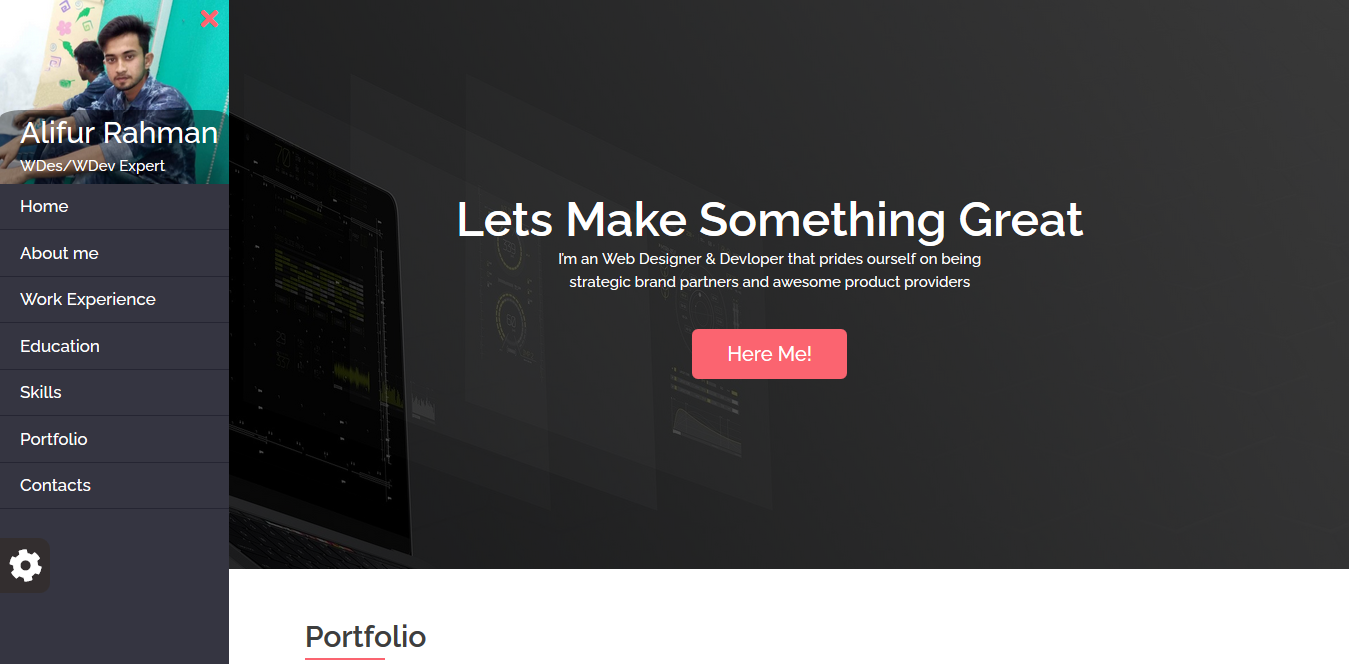 Alifur Rahman
WDes/WDev Expert
Home
About me
Work Experience
Education
Skills
Portfolio
Contacts
Lets Make Something Great
I'm an Web Designer & Devloper that prides ourself on being
strategic brand partners and awesome product providers
Here Me!
Portfolio